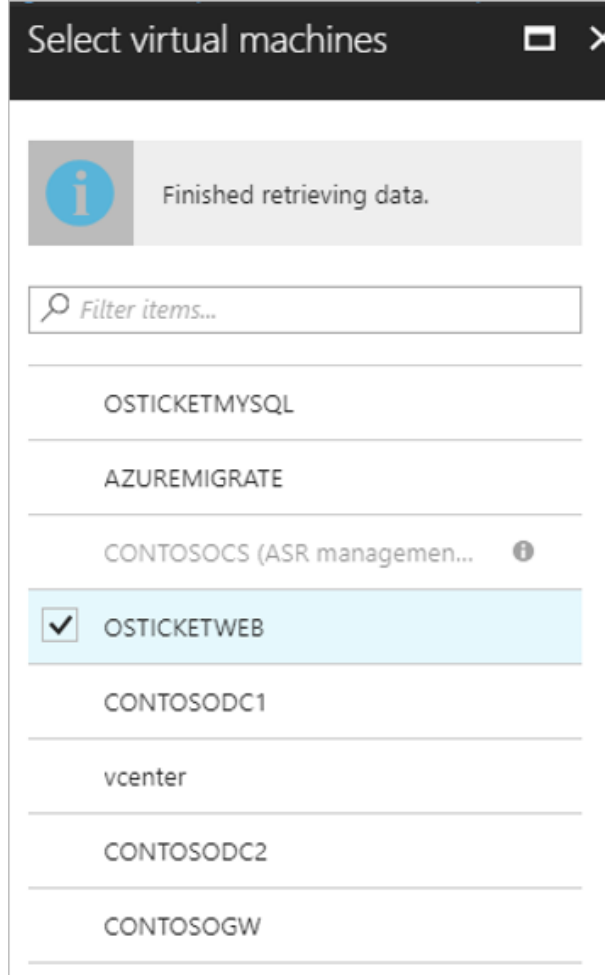 Select virtual machines
Finished retrieving data.
Filter items...
OSTICKETMYSQL
AZUREMIGRATE
CONTOSOCS (ASR managemen...
OSTICKETWEB
CONTOSODC1
vcenter
CONTOSODC2
CONTOSOGW